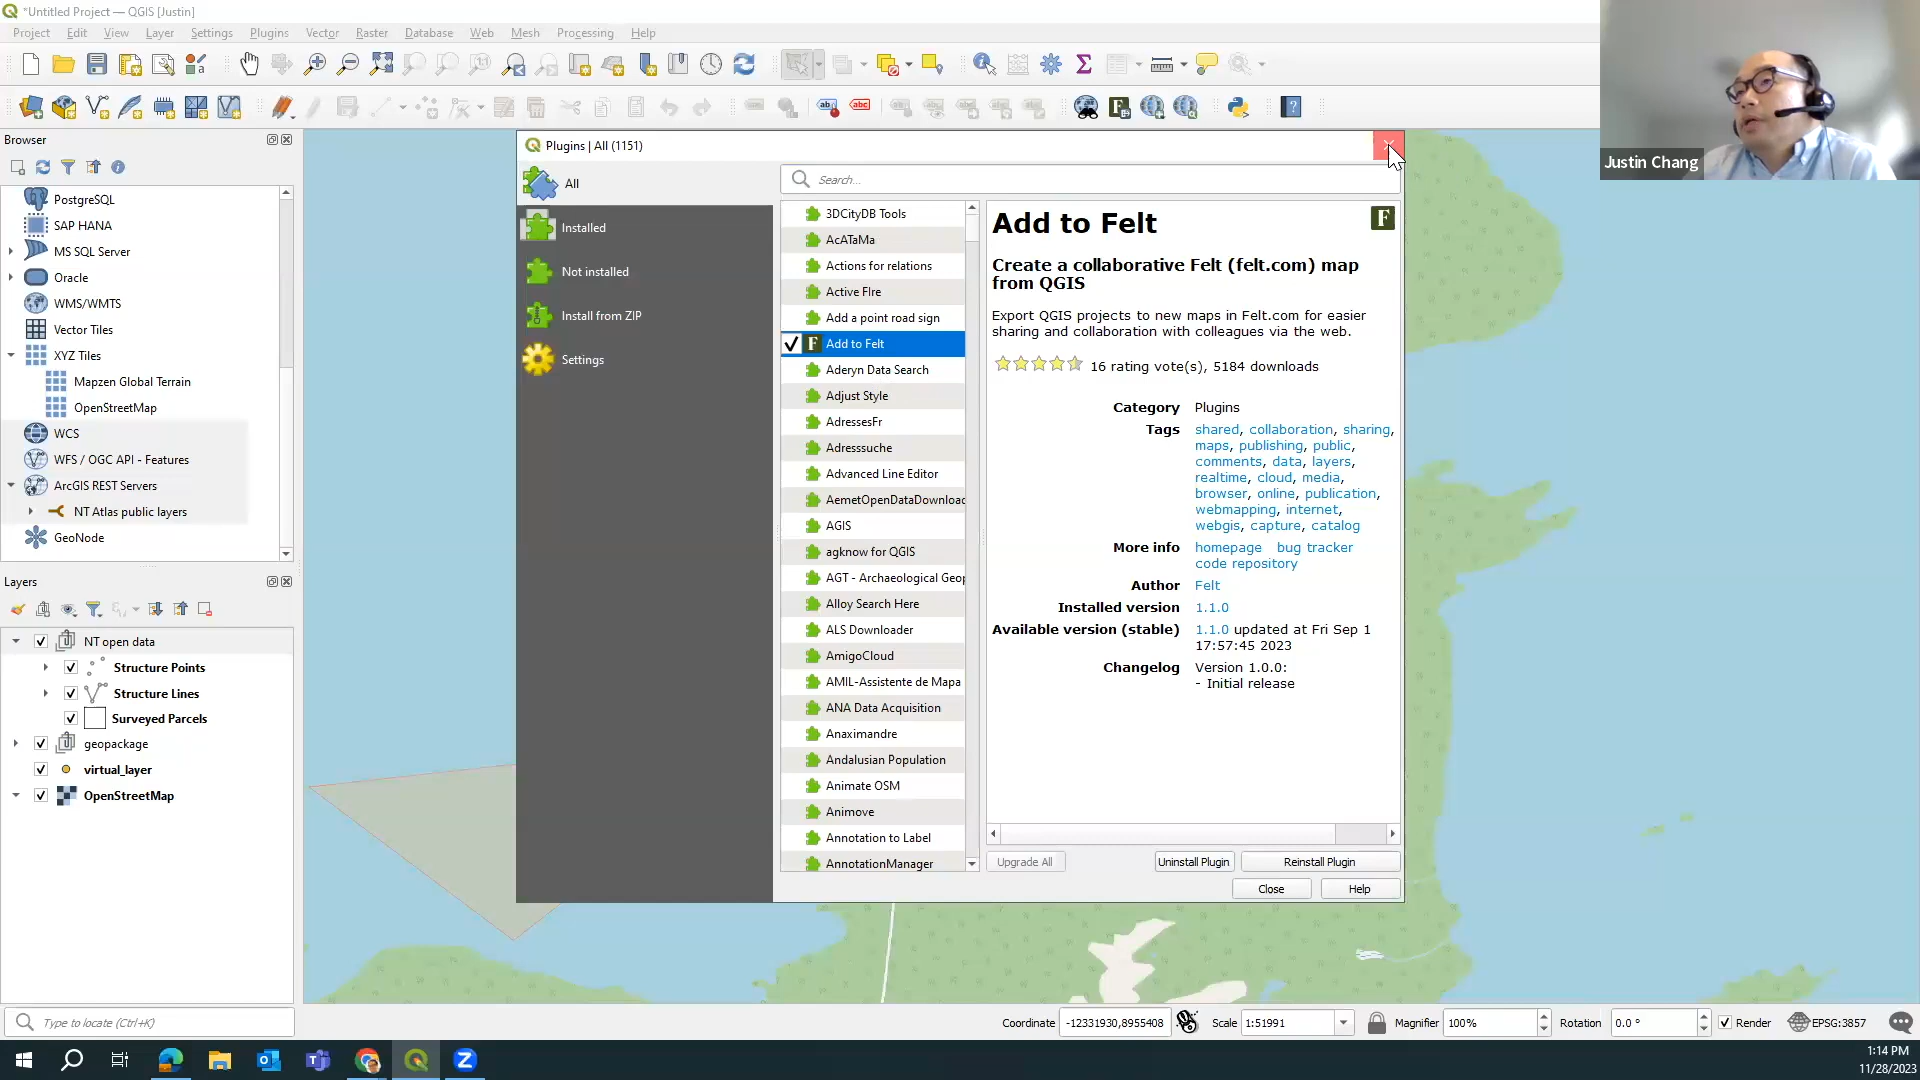 *Untitled Project — QGIS [Justin]
Project Edit View Layer Settings Plugins Vector Raster Database Web Mesh Processing Help
Browser
PostgreSQL
SAP HANA
MS SQL Server
Oracle
WMS/WMTS
Vector Tiles
XYZ Tiles
Mapzen Global Terrain
OpenStreetMap
WCS
WFS / OGC API - Features
ArcGIS REST Servers
NT Atlas public layers
GeoNode
Layers
NT open data
Structure Points
Structure Lines
Surveyed Parcels
geopackage
virtual_layer
OpenStreetMap
Plugins | All (1151)
All
Installed
Not installed
Install from ZIP
Settings
Search...
3DCityDB Tools
AcATaMa
Actions for relations
Active FIre
Add a point road sign
Add to Felt
Aderyn Data Search
Adjust Style
AdressesFr
Adresssuche
Advanced Line Editor
AemetOpenDataDownloac
AGIS
agknow for QGIS
AGT - Archaeological Geop
Alloy Search Here
ALS Downloader
AmigoCloud
AMIL-Assistente de Mapa
ANA Data Acquisition
Anaximandre
Andalusian Population
Animate OSM
Animove
Annotation to Label
AnnotationManager
Add to Felt
Create a collaborative Felt (felt.com) map
from QGIS
Export QGIS projects to new maps in Felt.com for easier
sharing and collaboration with colleagues via the web.
16 rating vote(s), 5184 downloads
Category Plugins
Tags shared, collaboration, sharing,
maps, publishing, public,
comments, data, layers,
realtime, cloud, media,
browser, online, publication,
webmapping, internet,
webgis, capture, catalog
More info homepage bug tracker
code repository
Author Felt
Installed version 1.1.0
Available version (stable) 1.1.0 updated at Fri Sep 1
17:57:45 2023
Changelog Version 1.0.0:
- Initial release
Upgrade All Uninstall Plugin Reinstall Plugin
Close Help
Justin Chang
Type to locate (Ctrl+K)
Coordinate -12331930,8955408 Scale 1:51991 Magnifier 100% Rotation 0.0 ° Render EPSG:3857
1:14 PM
11/28/2023